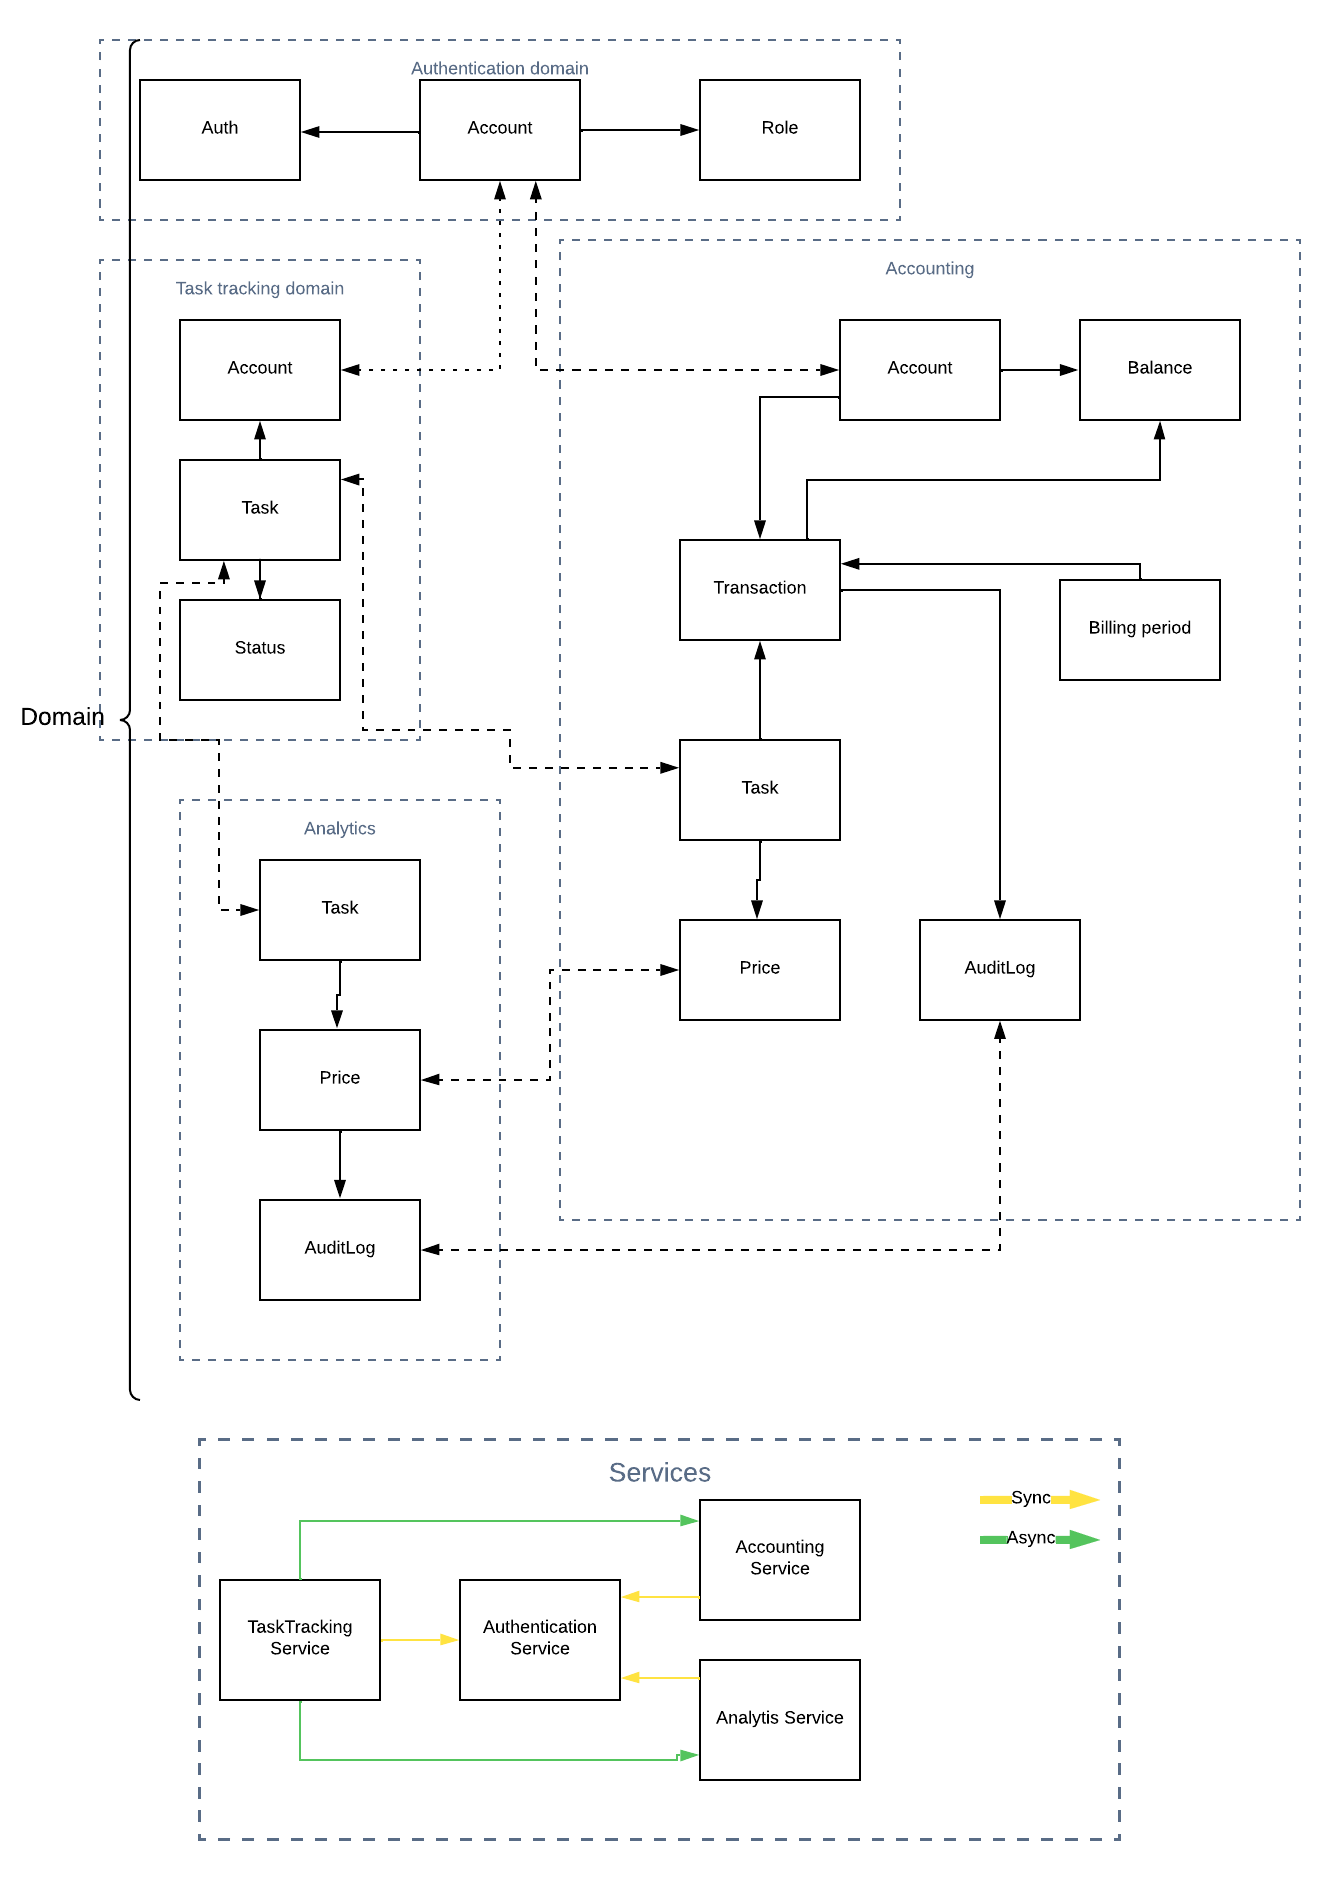 Authentication domain
Auth
Account
Role
Task tracking domain
Account
Task
Status
Accounting
Account
Balance
Transaction
Billing period
Task
Price
AuditLog
Domain
Analytics
Task
Price
AuditLog
Services
Sync
Async
Accounting
Service
TaskTracking
Service
Authentication
Service
Analytis Service